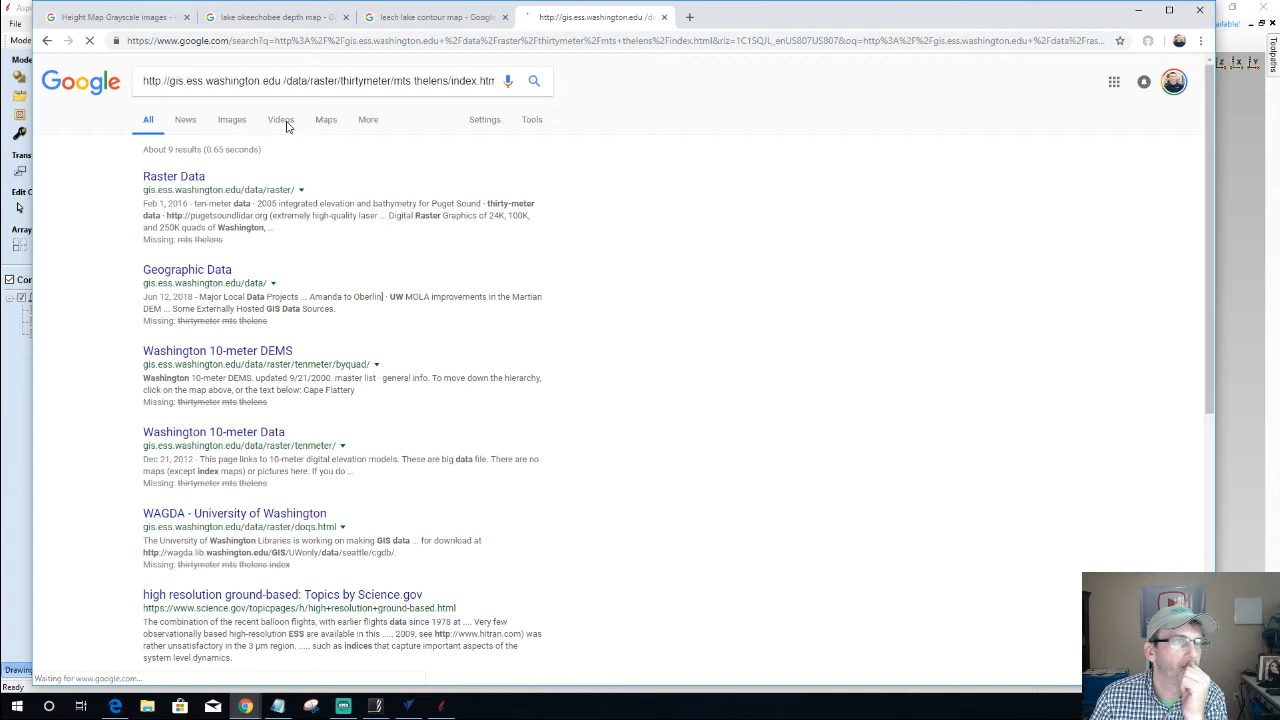 Height Map Grayscale images - G
lake okeechobee depth map - Go
leech lake contour map - Google
http://gis.ess.washington.edu /da
https://www.google.com/search?q=http%3A%2F%2Fgis.ess.washington.edu+%2Fdata%2Fraster%2Fthirtymeter%2Fmts+thelens%2Findex.html&rlz=1C1SQJL_enUS807US807&oq=http%3A%2F%2Fgis.ess.washington.edu+%2Fdata%2Fras...
File
Mode
Google
http://gis.ess.washington.edu /data/raster/thirtymeter/mts thelens/index.htm
All News Images Videos Maps More Settings Tools
About 9 results (0.65 seconds)
Raster Data
gis.ess.washington.edu/data/raster/
Feb 1, 2016 - ten-meter data · 2005 integrated elevation and bathymetry for Puget Sound · thirty-meter
data · http://pugetsoundlidar.org (extremely high-quality laser ... Digital Raster Graphics of 24K, 100K,
and 250K quads of Washington, ...
Missing: mts thelens
Geographic Data
gis.ess.washington.edu/data/
Jun 12, 2018 - Major Local Data Projects ... Amanda to Oberlin] · UW MOLA improvements in the Martian
DEM ... Some Externally Hosted GIS Data Sources.
Missing: thirtymeter mts thelens
Washington 10-meter DEMS
gis.ess.washington.edu/data/raster/tenmeter/byquad/
Washington 10-meter DEMS. updated 9/21/2000. master list · general info. To move down the hierarchy,
click on the map above, or the text below: Cape Flattery
Missing: thirtymeter mts thelens
Washington 10-meter Data
gis.ess.washington.edu/data/raster/tenmeter/
Dec 21, 2012 - This page links to 10-meter digital elevation models. These are big data file. There are no
maps (except index maps) or pictures here. If you do ...
Missing: thirtymeter mts thelens
WAGDA - University of Washington
gis.ess.washington.edu/data/raster/doqs.html
The University of Washington Libraries is working on making GIS data ... for download at
http://wagda.lib.washington.edu/GIS/UWonly/data/seattle/cgdb/.
Missing: thirtymeter mts thelens index
high resolution ground-based: Topics by Science.gov
https://www.science.gov/topicpages/h/high+resolution+ground-based.html
The combination of the recent balloon flights, with earlier flights data since 1978 at .... Very few
observationally based high-resolution ESS are available in this ..... 2009, see http://www.hitran.com) was
rather unsatisfactory in the 3 µm region. ..... such as indices that capture important aspects of the
system level dynamics.
Waiting for www.google.com...
Mode
File
Trans
Edit C
Array
Con
Drawing
Ready
Toolpaths